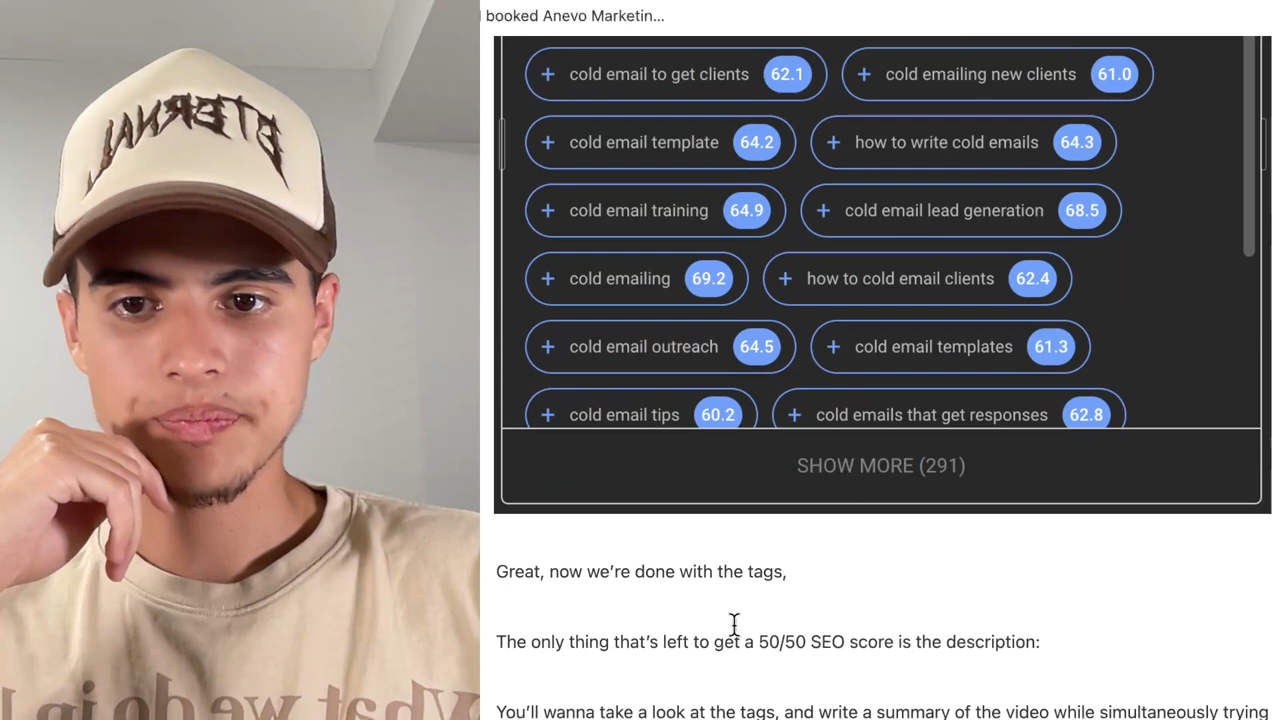 booked Anevo Marketin...
+ cold email to get clients 62.1
+ cold emailing new clients 61.0
+ cold email template 64.2
+ how to write cold emails 64.3
+ cold email training 64.9
+ cold email lead generation 68.5
+ cold emailing 69.2
+ how to cold email clients 62.4
+ cold email outreach 64.5
+ cold email templates 61.3
+ cold email tips 60.2
+ cold emails that get responses 62.8
SHOW MORE (291)
Great, now we’re done with the tags,
The only thing that’s left to get a 50/50 SEO score is the description:
You’ll wanna take a look at the tags, and write a summary of the video while simultaneously trying
ETERNAL
What we do in